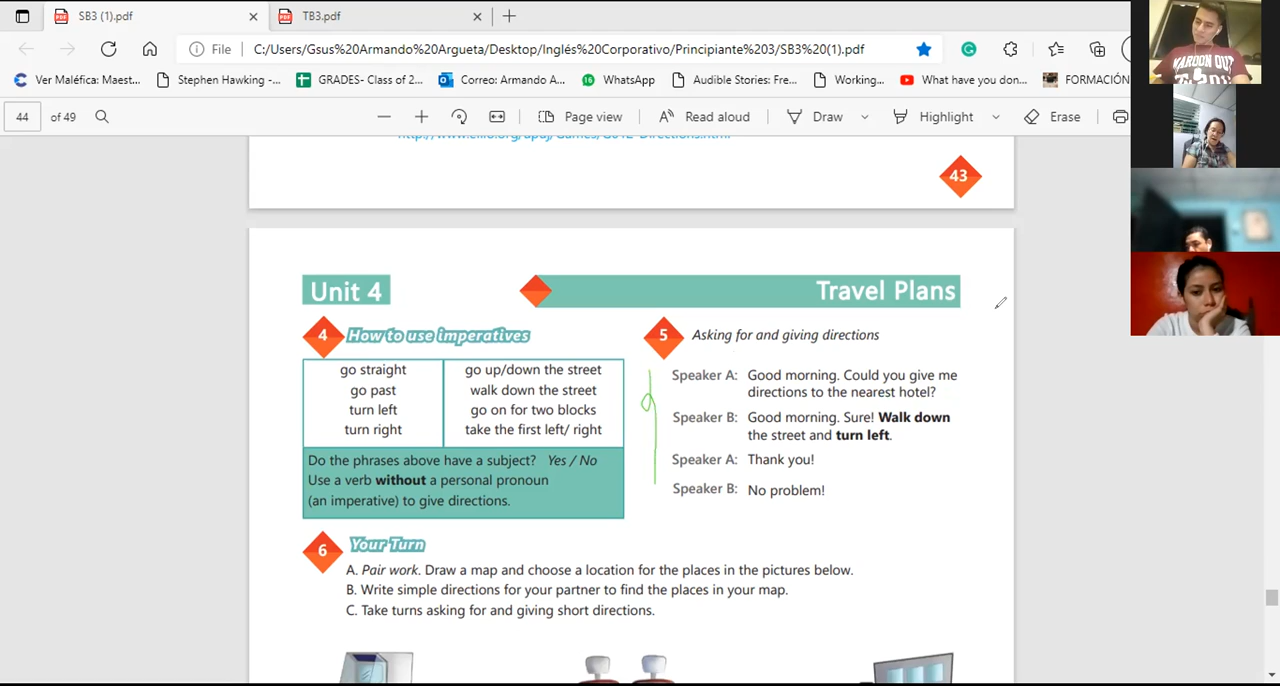 SB3 (1).pdf
TB3.pdf
File
C:/Users/Gsus%20Armando%20Argueta/Desktop/Inglés%20Corporativo/Principiante%203/SB3%20(1).pdf
Ver Maléfica: Maest...
Stephen Hawking -...
GRADES- Class of 2...
Correo: Armando A...
WhatsApp
Audible Stories: Fre...
Working...
What have you don...
FORMACIÓN
44
of 49
Page view
Read aloud
Draw
Highlight
Erase
MAROON OUT
43
Unit 4
Travel Plans
4
How to use imperatives
go straight
go past
turn left
turn right
go up/down the street
walk down the street
go on for two blocks
take the first left/ right
Do the phrases above have a subject? Yes / No
Use a verb without a personal pronoun
(an imperative) to give directions.
5
Asking for and giving directions
Speaker A: Good morning. Could you give me
directions to the nearest hotel?
Speaker B: Good morning. Sure! Walk down
the street and turn left.
Speaker A: Thank you!
Speaker B: No problem!
6
Your Turn
A. Pair work. Draw a map and choose a location for the places in the pictures below.
B. Write simple directions for your partner to find the places in your map.
C. Take turns asking for and giving short directions.